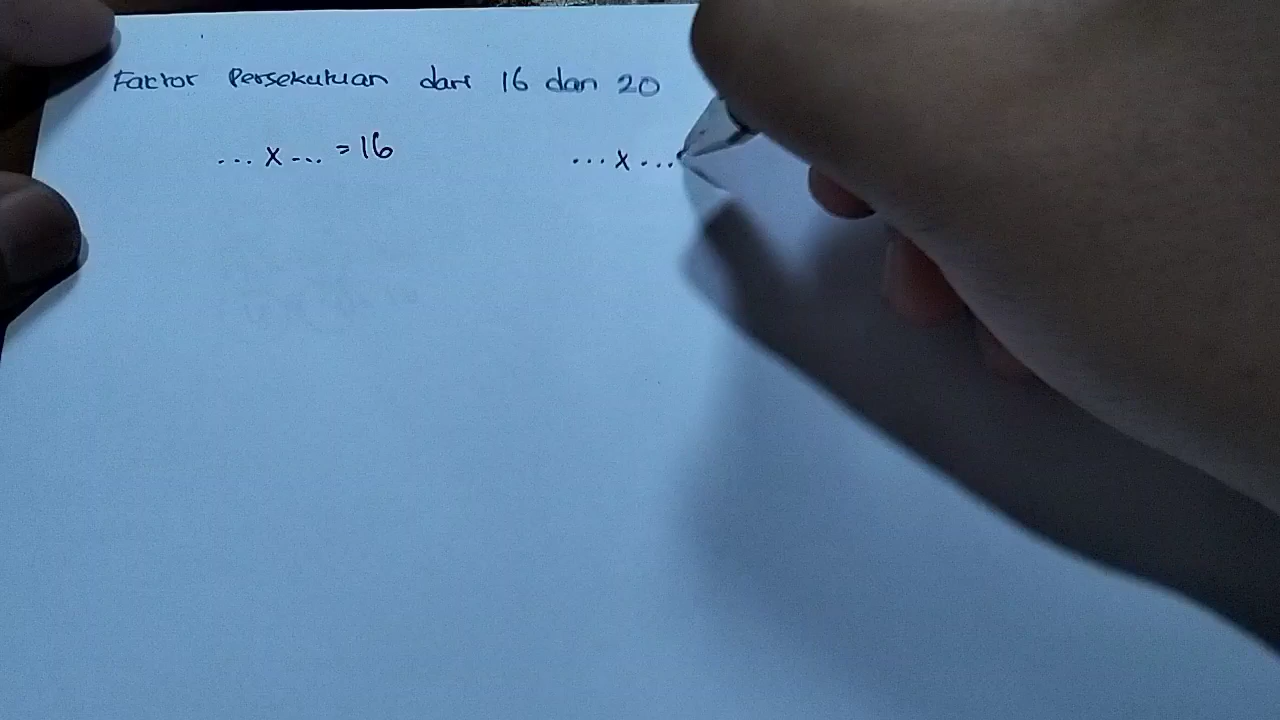 Factor Persekutuan dari 16 dan 20
... x ... = 16 ... x ...